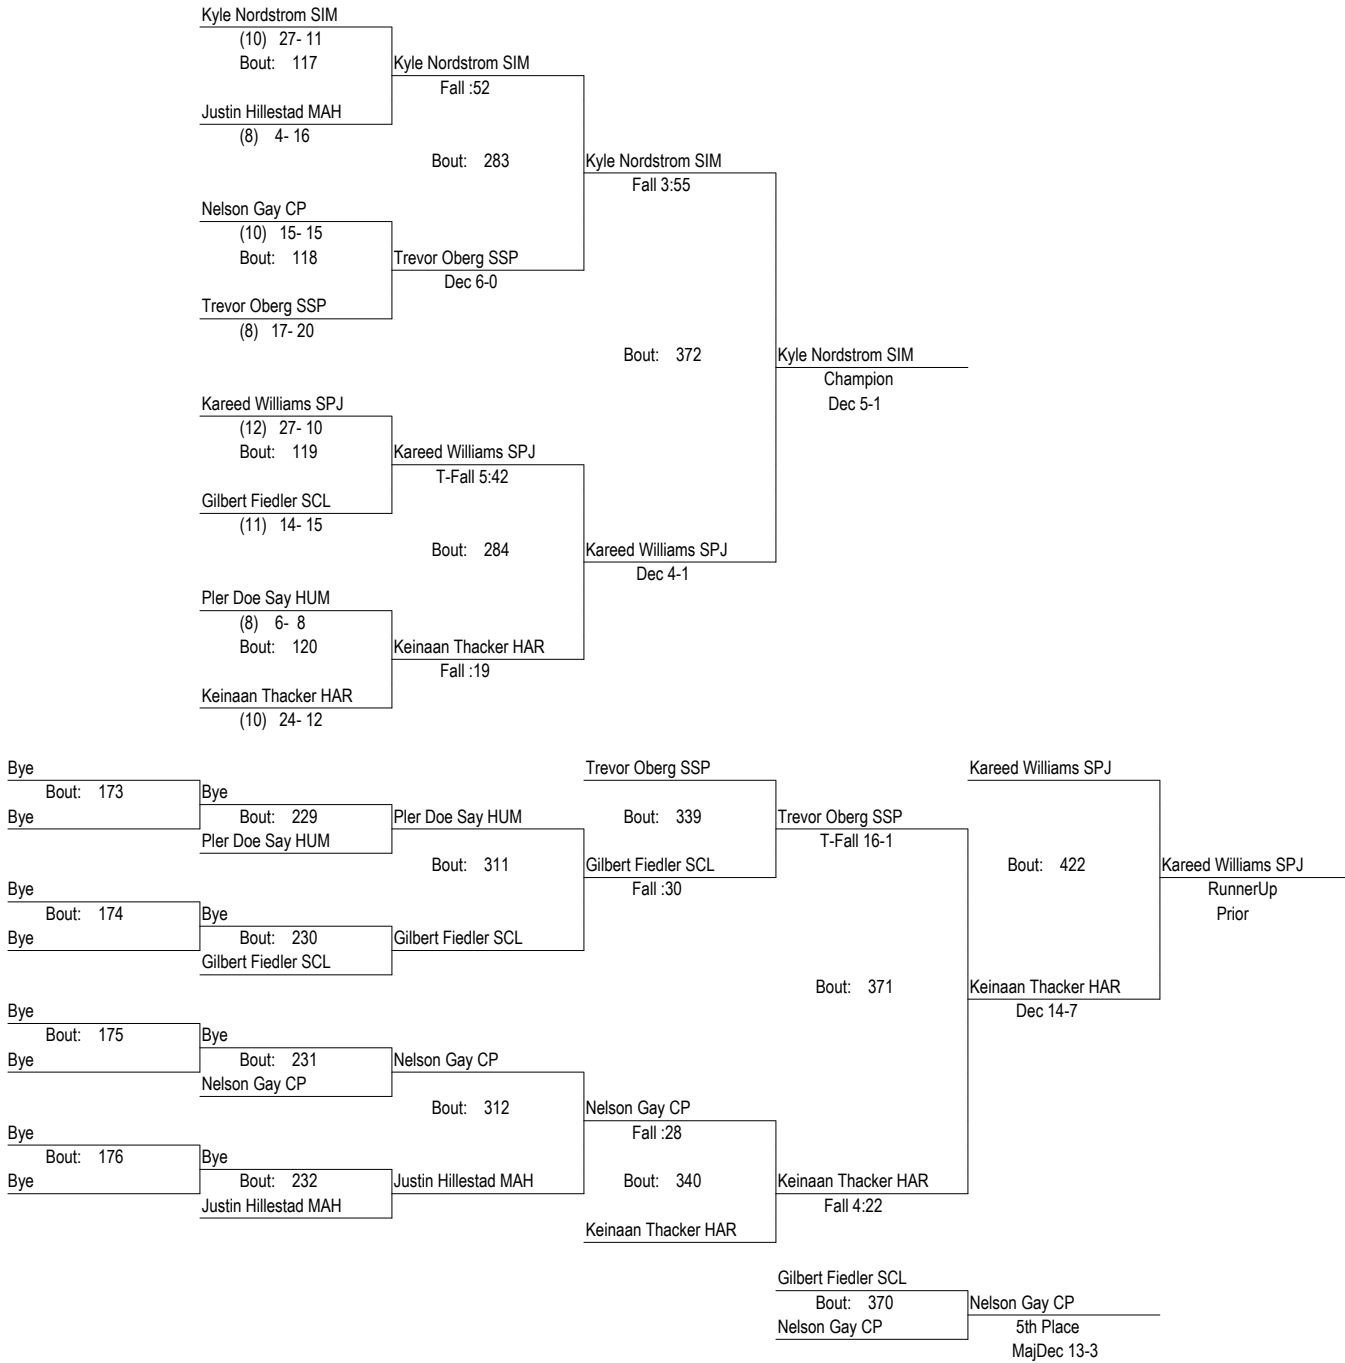 Kyle Nordstrom SIM
(10) 27- 11
Bout: 117
Kyle Nordstrom SIM
Fall :52
Justin Hillestad MAH
(8) 4- 16
Bout: 283
Kyle Nordstrom SIM
Fall 3:55
Nelson Gay CP
(10) 15- 15
Bout: 118
Trevor Oberg SSP
Dec 6-0
Trevor Oberg SSP
(8) 17- 20
Bout: 372
Kyle Nordstrom SIM
Champion
Dec 5-1
Kareed Williams SPJ
(12) 27- 10
Bout: 119
Kareed Williams SPJ
T-Fall 5:42
Gilbert Fiedler SCL
(11) 14- 15
Bout: 284
Kareed Williams SPJ
Dec 4-1
Pler Doe Say HUM
(8) 6- 8
Bout: 120
Keinaan Thacker HAR
Fall :19
Keinaan Thacker HAR
(10) 24- 12
Bye
Bout: 173
Bye
Bye
Bout: 229
Pler Doe Say HUM
Pler Doe Say HUM
Bout: 311
Trevor Oberg SSP
Bout: 339
Gilbert Fiedler SCL
Fall :30
Trevor Oberg SSP
T-Fall 16-1
Kareed Williams SPJ
Bout: 422
Kareed Williams SPJ
RunnerUp
Prior
Bye
Bout: 174
Bye
Bye
Bout: 230
Gilbert Fiedler SCL
Gilbert Fiedler SCL
Bout: 371
Keinaan Thacker HAR
Dec 14-7
Bye
Bout: 175
Bye
Bye
Bout: 231
Nelson Gay CP
Nelson Gay CP
Bout: 312
Nelson Gay CP
Fall :28
Bye
Bout: 176
Bye
Bye
Bout: 232
Justin Hillestad MAH
Justin Hillestad MAH
Bout: 340
Keinaan Thacker HAR
Fall 4:22
Keinaan Thacker HAR
Gilbert Fiedler SCL
Bout: 370
Nelson Gay CP
Nelson Gay CP
5th Place
MajDec 13-3